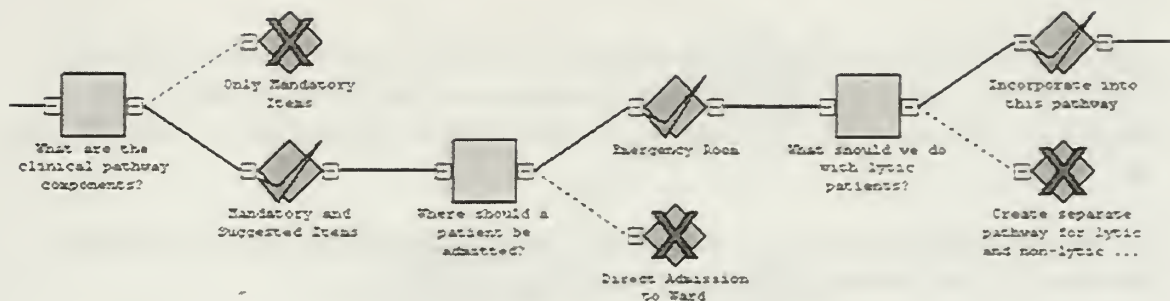 Only Mandatory
Items
What are the
clinical pathway
components?
Mandatory and
Suggested Items
Where should a
patient be
admitted?
Emergency Room
Direct Admission
to Ward
What should we do
with lytic
patients?
Incorporate into
this pathway
Create separate
pathway for lytic
and non-lytic ...